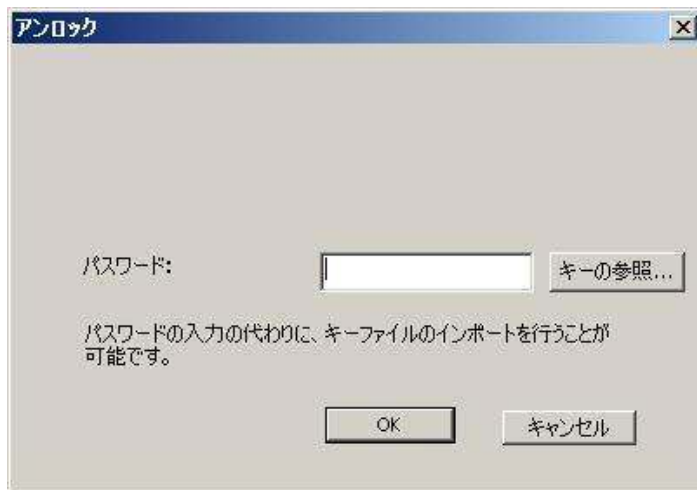 アンロック
パスワード:
キーの参照...
パスワードの入力の代わりに、キーファイルのインポートを行うことが
可能です。
OK
キャンセル